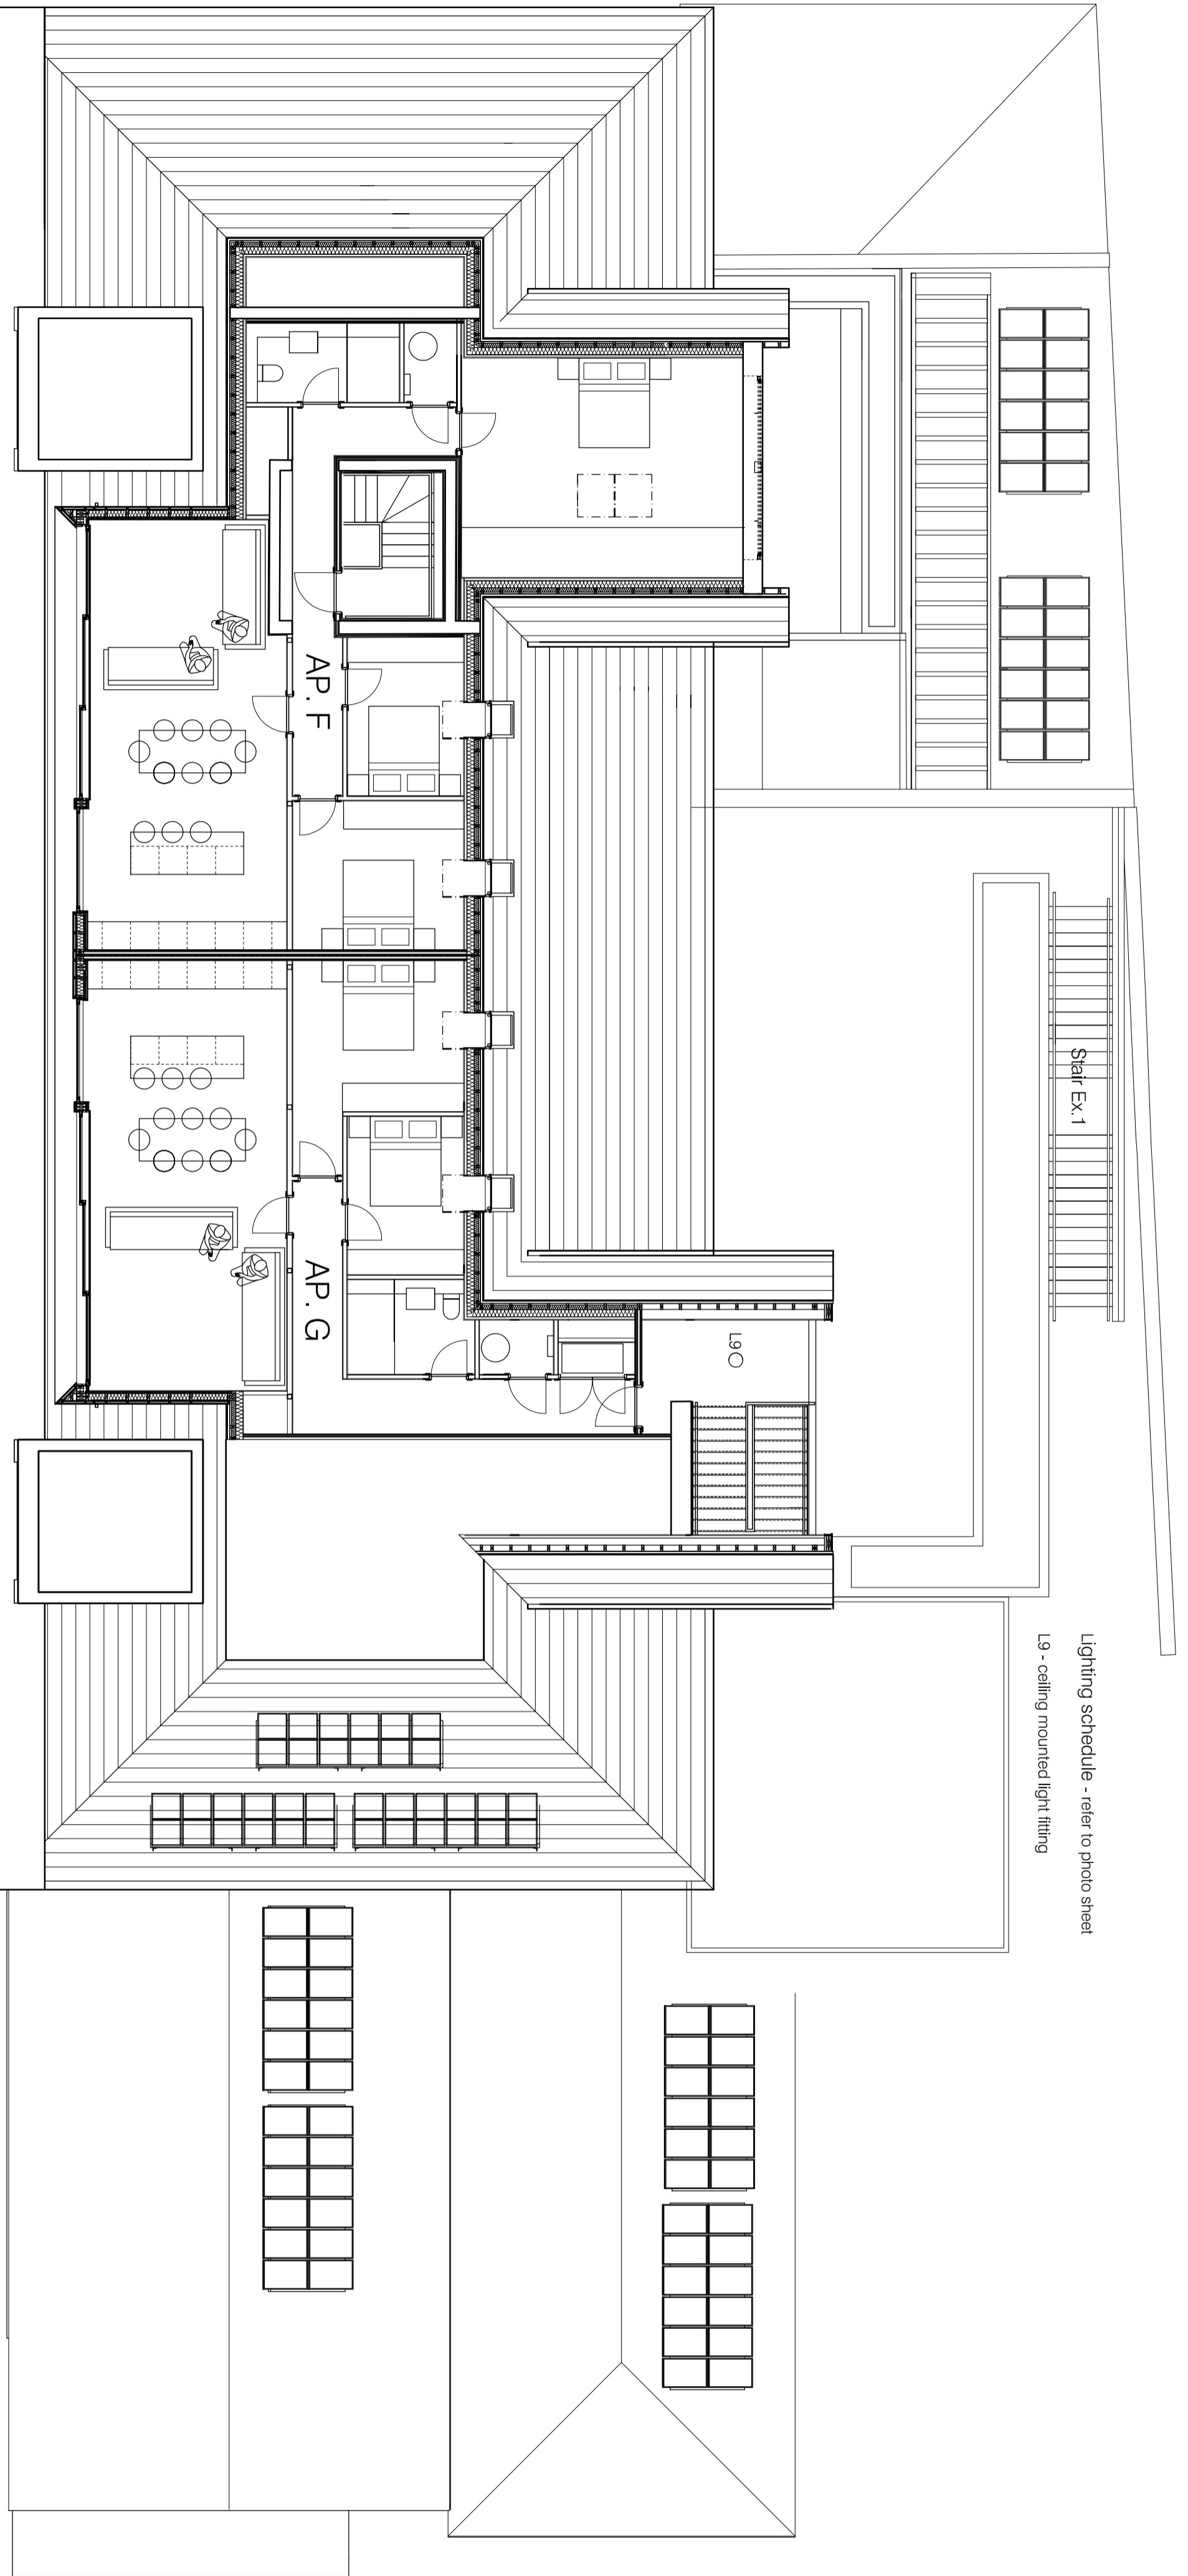 Lighting schedule - refer to photo sheet
L9 - ceiling mounted light fitting
Stair Ex.1
L9
AP. F
AP. G